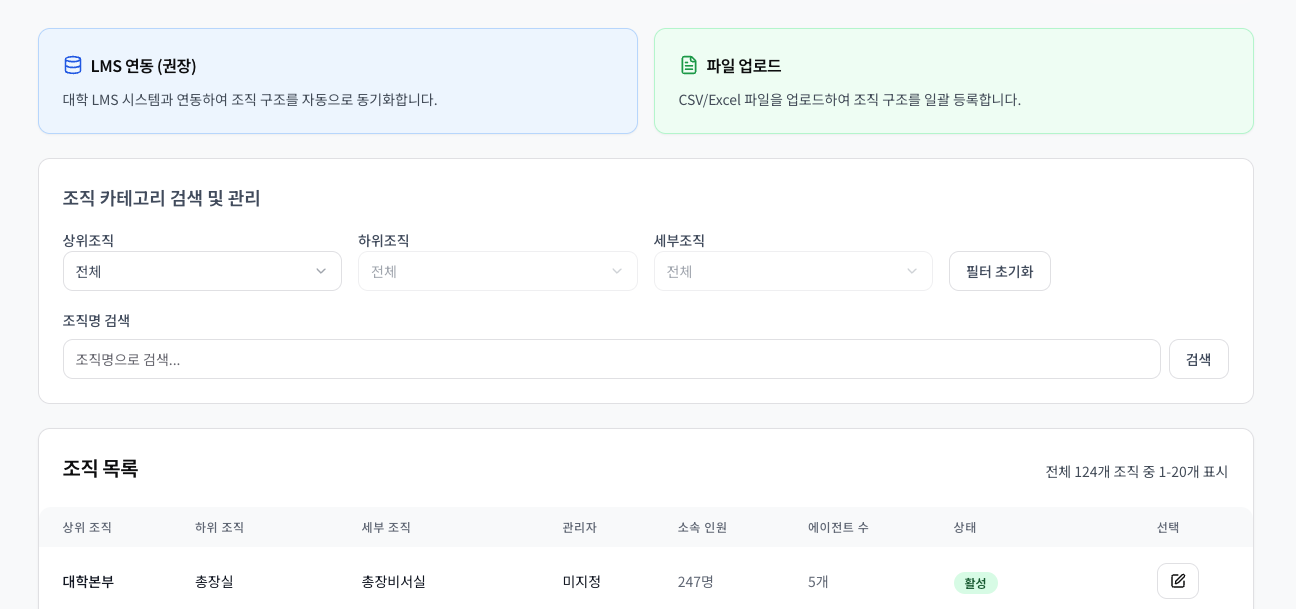 LMS 연동 (권장)
대학 LMS 시스템과 연동하여 조직 구조를 자동으로 동기화합니다.
파일 업로드
CSV/Excel 파일을 업로드하여 조직 구조를 일괄 등록합니다.
조직 카테고리 검색 및 관리
상위조직 하위조직 세부조직
전체 전체 전체 필터 초기화
조직명 검색
조직명으로 검색... 검색
조직 목록 전체 124개 조직 중 1-20개 표시
상위 조직 하위 조직 세부 조직 관리자 소속 인원 에이전트 수 상태 선택
대학본부 총장실 총장비서실 미지정 247명 5개 활성